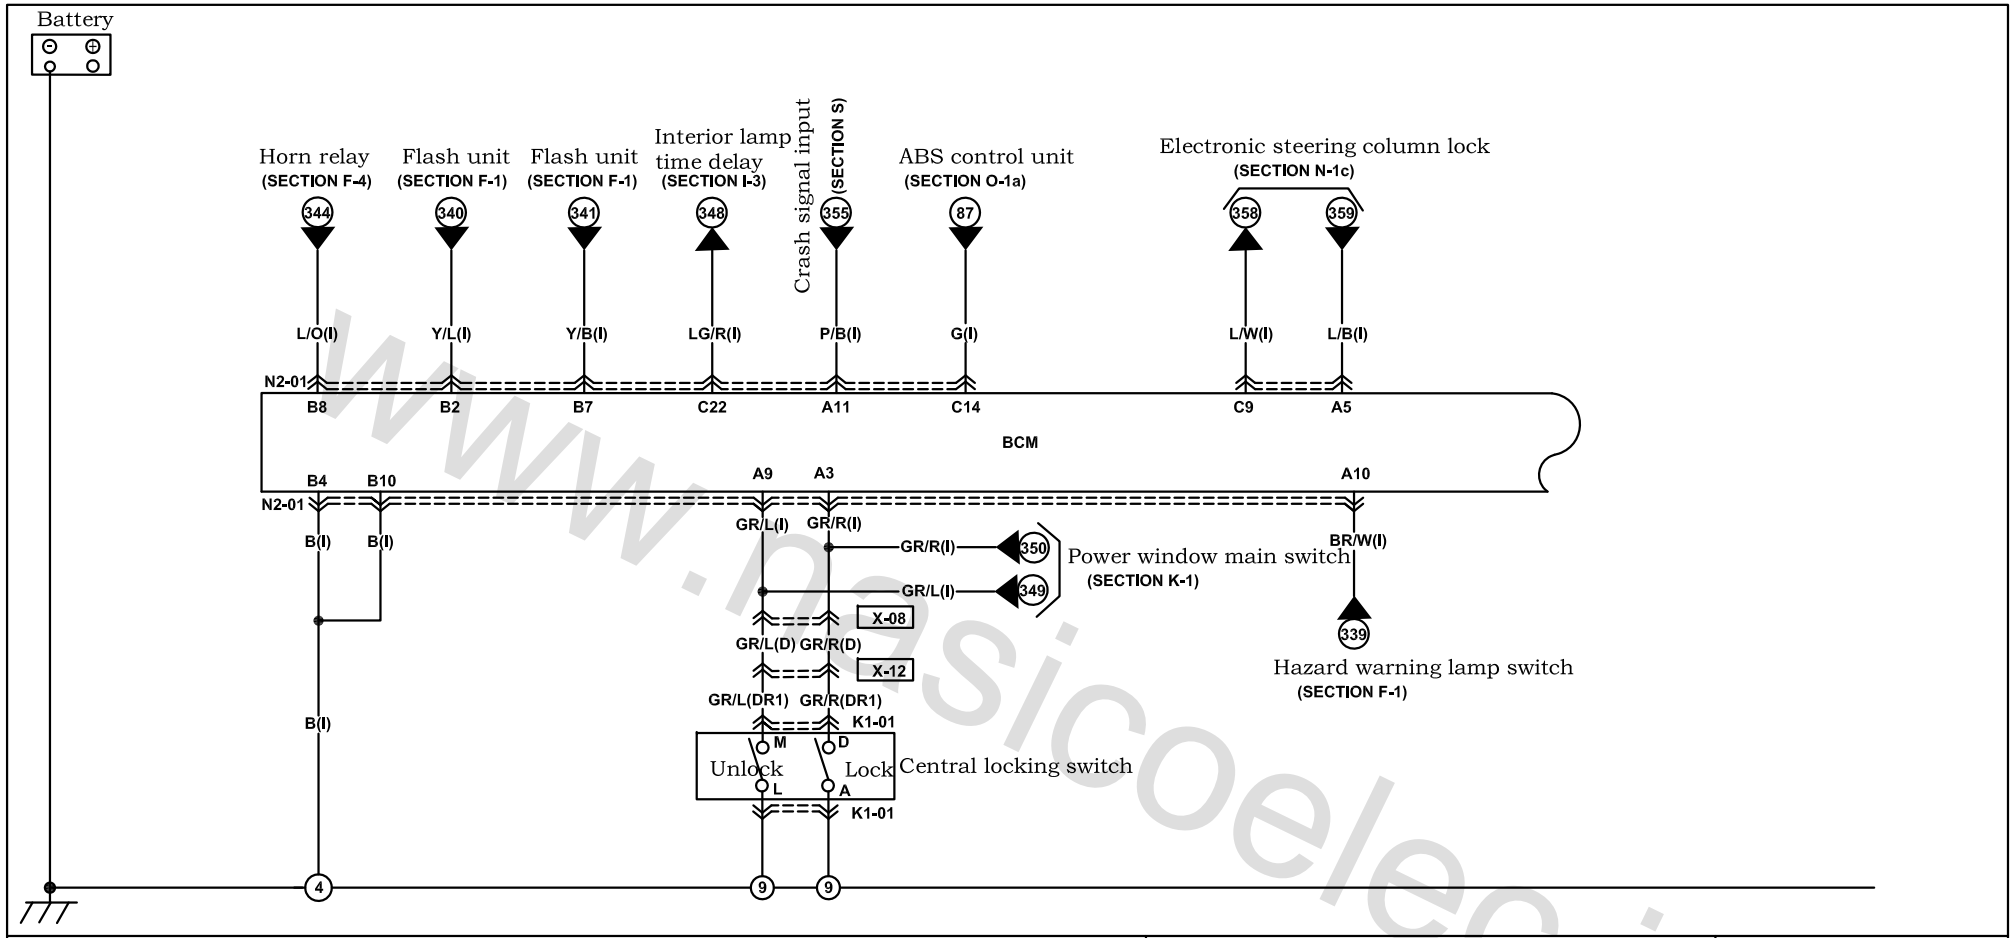 Battery
- +
Horn relay
(SECTION F-4)
344
L/O(I)
Flash unit
(SECTION F-1)
340
Y/L(I)
Flash unit
(SECTION F-1)
341
Y/B(I)
Interior lamp
time delay
(SECTION I-3)
348
LG/R(I)
Crash signal input
(SECTION S)
355
P/B(I)
ABS control unit
(SECTION O-1a)
87
G(I)
Electronic steering column lock
(SECTION N-1c)
358 359
L/W(I) L/B(I)
N2-01
B8 B2 B7 C22 A11 C14 C9 A5
BCM
B4 B10 A9 A3 A10
N2-01
GR/L(I) GR/R(I)
B(I) B(I)
GR/R(I) 350
GR/L(I) 349
Power window main switch
(SECTION K-1)
BR/W(I)
339
Hazard warning lamp switch
(SECTION F-1)
X-08
GR/L(D) GR/R(D)
X-12
GR/L(DR1) GR/R(DR1)
K1-01
B(I)
M D
Unlock Lock
L A
Central locking switch
K1-01
4 9 9